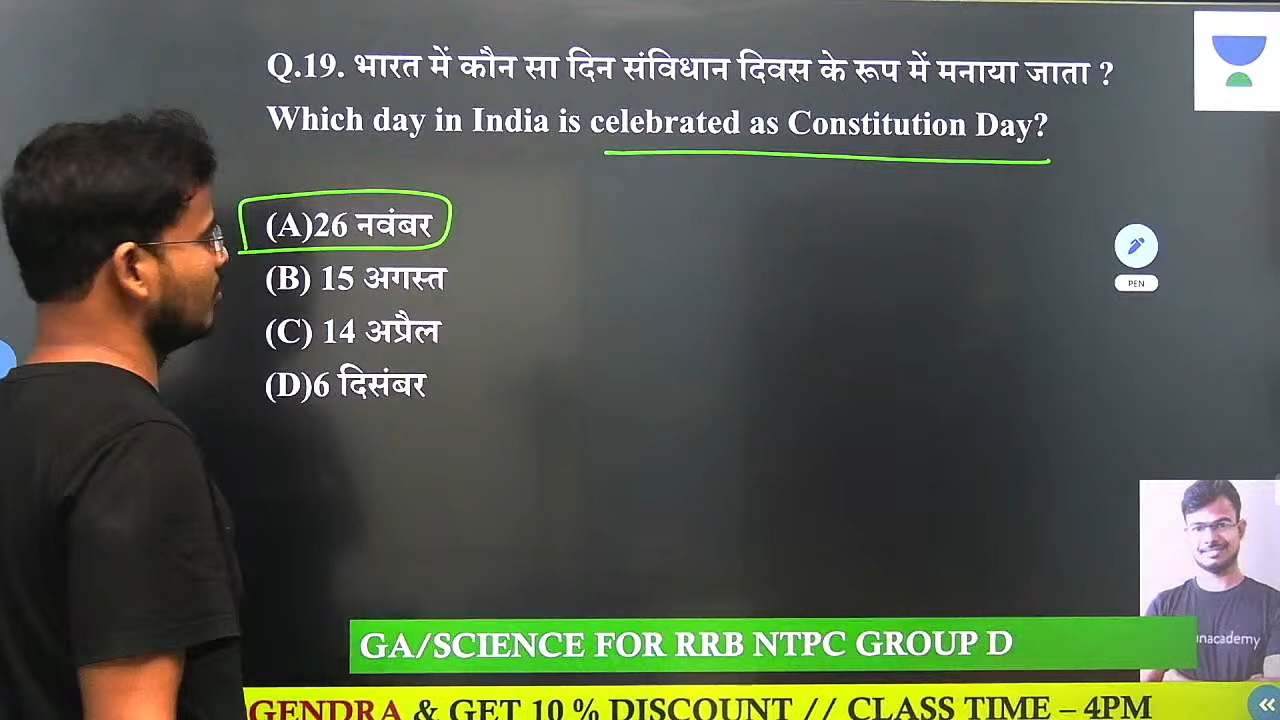 Q.19. भारत में कौन सा दिन संविधान दिवस के रूप में मनाया जाता ?
Which day in India is celebrated as Constitution Day?
(A)26 नवंबर
(B) 15 अगस्त
(C) 14 अप्रैल
(D)6 दिसंबर
PEN
unacademy
GA/SCIENCE FOR RRB NTPC GROUP D
GENDRA & GET 10 % DISCOUNT // CLASS TIME – 4PM